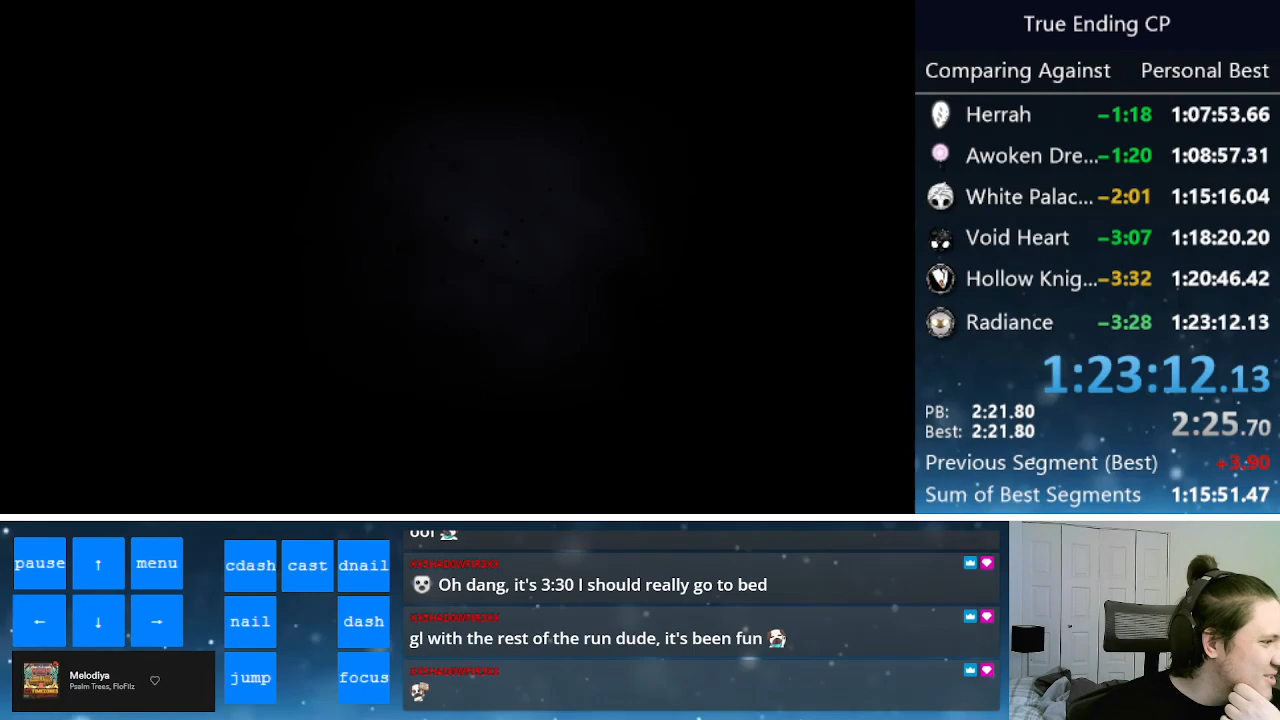 True Ending CP
Comparing Against Personal Best
Herrah −1:18 1:07:53.66
Awoken Dre... −1:20 1:08:57.31
White Palac... −2:01 1:15:16.04
Void Heart −3:07 1:18:20.20
Hollow Knig... −3:32 1:20:46.42
Radiance −3:28 1:23:12.13
1:23:12.13
PB: 2:21.80
Best: 2:21.80
2:25.70
Previous Segment (Best) +3.90
Sum of Best Segments 1:15:51.47
pause ↑ menu
← ↓ →
cdash cast dnail
nail dash
jump focus
Melodiya
Psalm Trees, FloFilz
Oh dang, it's 3:30 I should really go to bed
gl with the rest of the run dude, it's been fun